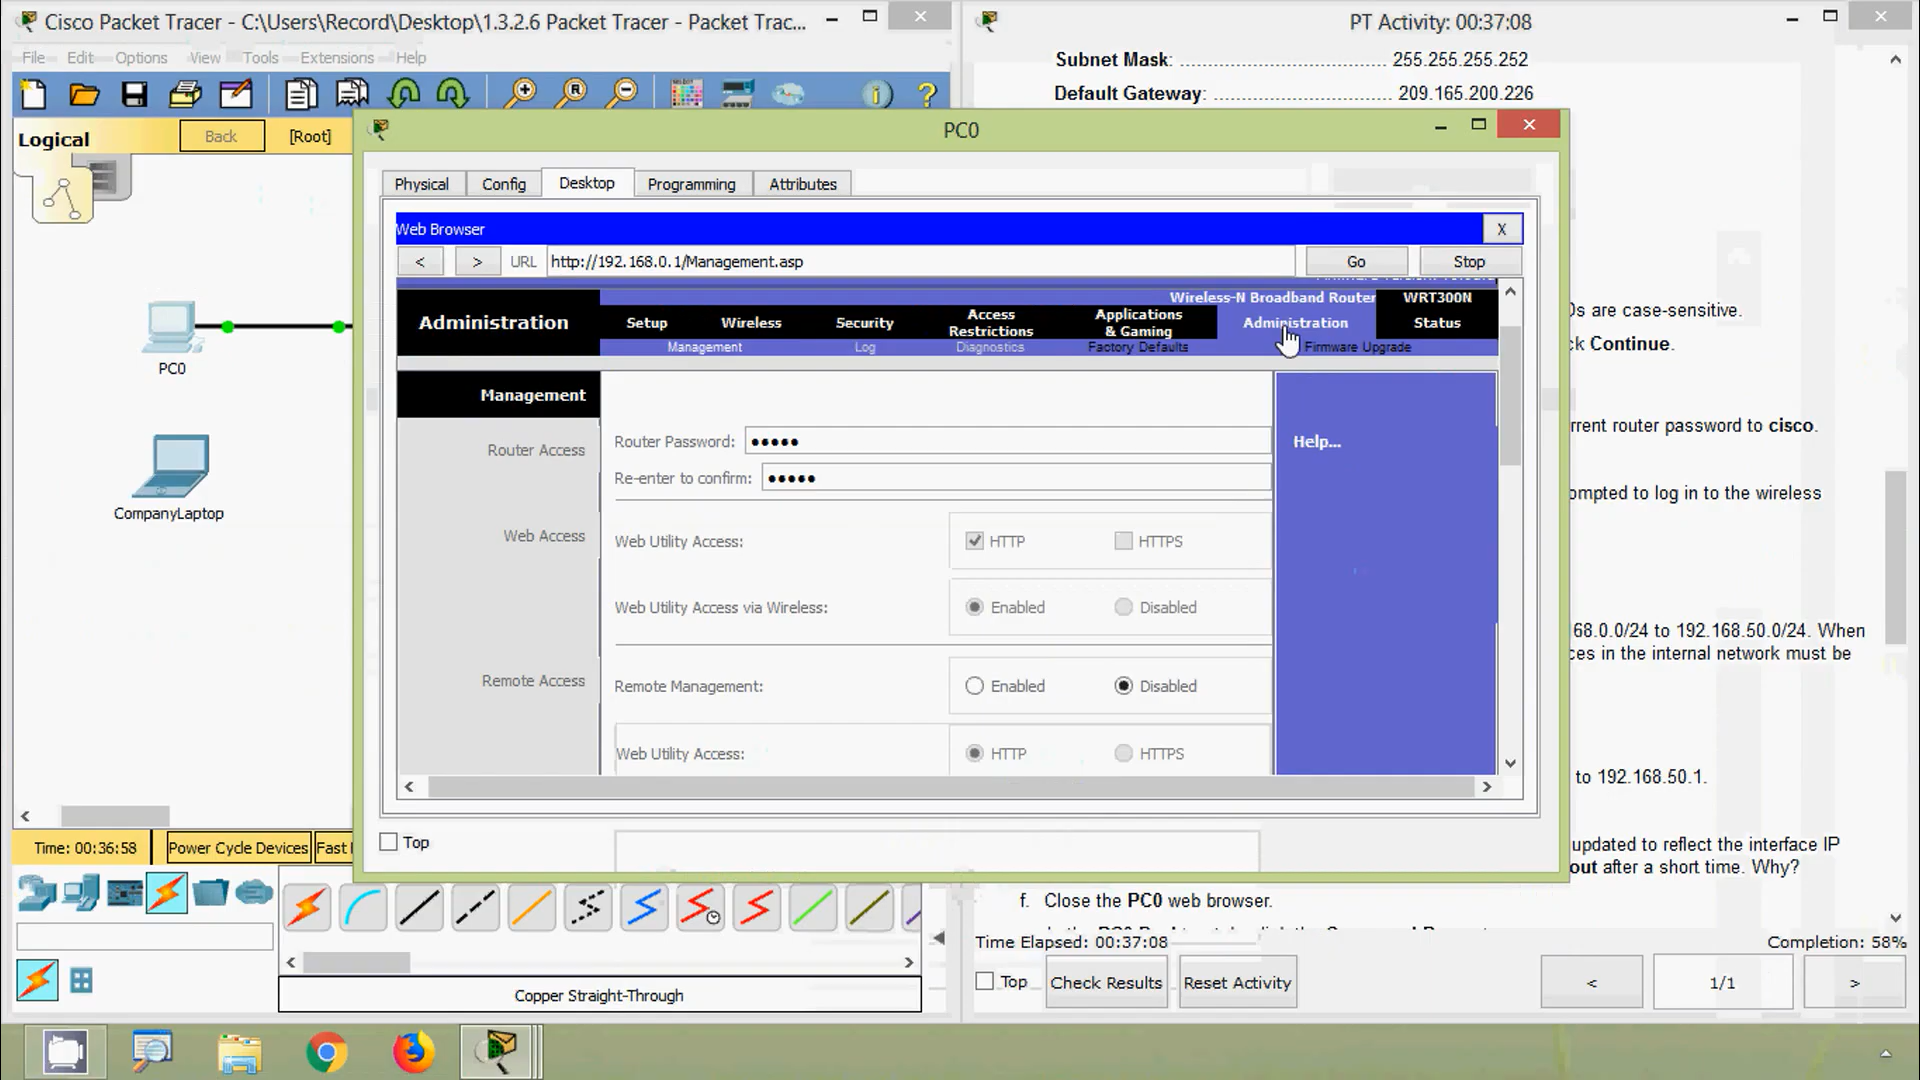 Cisco Packet Tracer - C:\Users\Record\Desktop\1.3.2.6 Packet Tracer - Packet Trac...
File Edit Options View Tools Extensions Help
Logical Back [Root]
PC0
CompanyLaptop
Time: 00:36:58 Power Cycle Devices Fast
Copper Straight-Through
PT Activity: 00:37:08
Subnet Mask: ........................................ 255.255.255.252
Default Gateway: .................................. 209.165.200.226
PC0
Physical Config Desktop Programming Attributes
Web Browser X
< > URL http://192.168.0.1/Management.asp Go Stop
Wireless-N Broadband Router WRT300N
Administration Setup Wireless Security Access Restrictions Applications & Gaming Administration Status
Management Log Diagnostics Factory Defaults Firmware Upgrade
Management
Router Access Router Password: •••••
Re-enter to confirm: •••••
Help...
Web Access Web Utility Access: HTTP HTTPS
Web Utility Access via Wireless: Enabled Disabled
Remote Access Remote Management: Enabled Disabled
Web Utility Access: HTTP HTTPS
Top
Ds are case-sensitive.
ck Continue.
rrent router password to cisco.
ompted to log in to the wireless
68.0.0/24 to 192.168.50.0/24. When
ces in the internal network must be
to 192.168.50.1.
updated to reflect the interface IP
out after a short time. Why?
f. Close the PC0 web browser.
Time Elapsed: 00:37:08 Completion: 58%
Top Check Results Reset Activity < 1/1 >